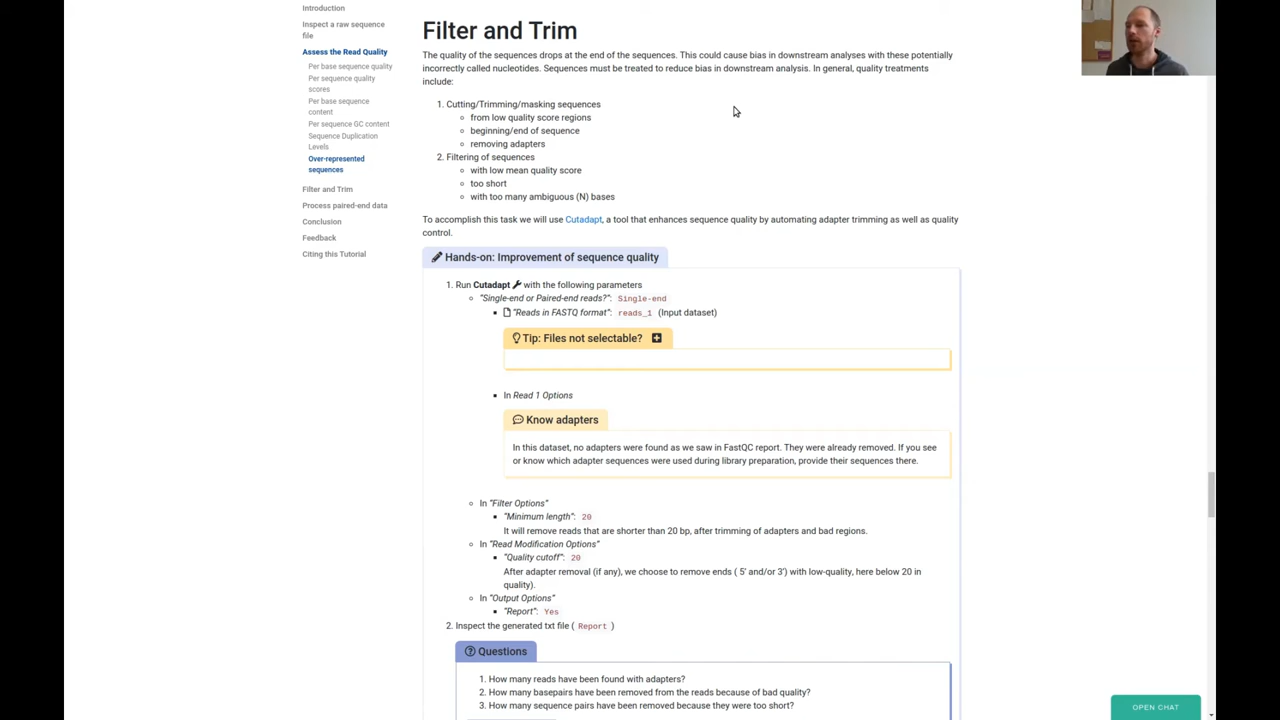 Introduction
Inspect a raw sequence
file
Assess the Read Quality
Per base sequence quality
Per sequence quality
scores
Per base sequence
content
Per sequence GC content
Sequence Duplication
Levels
Over-represented
sequences
Filter and Trim
Process paired-end data
Conclusion
Feedback
Citing this Tutorial
Filter and Trim
The quality of the sequences drops at the end of the sequences. This could cause bias in downstream analyses with these potentially
incorrectly called nucleotides. Sequences must be treated to reduce bias in downstream analysis. In general, quality treatments
include:
1. Cutting/Trimming/masking sequences
from low quality score regions
beginning/end of sequence
removing adapters
2. Filtering of sequences
with low mean quality score
too short
with too many ambiguous (N) bases
To accomplish this task we will use Cutadapt, a tool that enhances sequence quality by automating adapter trimming as well as quality
control.
Hands-on: Improvement of sequence quality
1. Run Cutadapt with the following parameters
"Single-end or Paired-end reads?": Single-end
"Reads in FASTQ format": reads_1 (Input dataset)
Tip: Files not selectable?
In Read 1 Options
Know adapters
In this dataset, no adapters were found as we saw in FastQC report. They were already removed. If you see
or know which adapter sequences were used during library preparation, provide their sequences there.
In "Filter Options"
"Minimum length": 20
It will remove reads that are shorter than 20 bp, after trimming of adapters and bad regions.
In "Read Modification Options"
"Quality cutoff": 20
After adapter removal (if any), we choose to remove ends ( 5' and/or 3') with low-quality, here below 20 in
quality).
In "Output Options"
"Report": Yes
2. Inspect the generated txt file ( Report )
Questions
1. How many reads have been found with adapters?
2. How many basepairs have been removed from the reads because of bad quality?
3. How many sequence pairs have been removed because they were too short?
OPEN CHAT